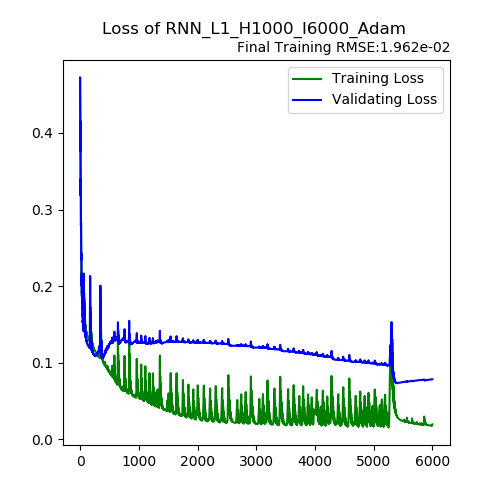 Loss of RNN_L1_H1000_I6000_Adam
Final Training RMSE:1.962e-02
Training Loss
Validating Loss
0.4
0.3
0.2
0.1
0.0
0 1000 2000 3000 4000 5000 6000